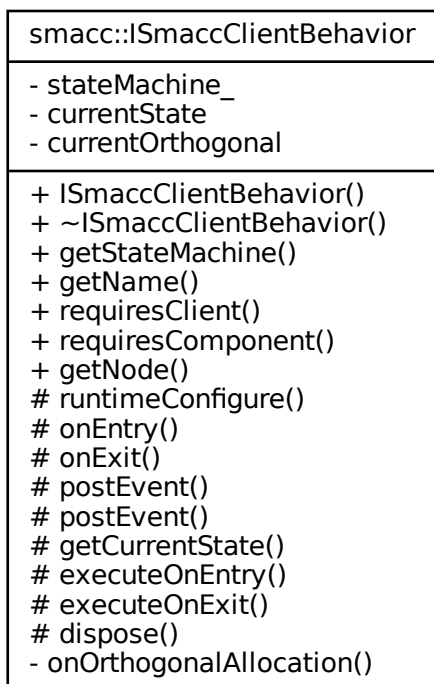 smacc::ISmaccClientBehavior
- stateMachine_
- currentState
- currentOrthogonal
+ ISmaccClientBehavior()
+ ~ISmaccClientBehavior()
+ getStateMachine()
+ getName()
+ requiresClient()
+ requiresComponent()
+ getNode()
# runtimeConfigure()
# onEntry()
# onExit()
# postEvent()
# postEvent()
# getCurrentState()
# executeOnEntry()
# executeOnExit()
# dispose()
- onOrthogonalAllocation()